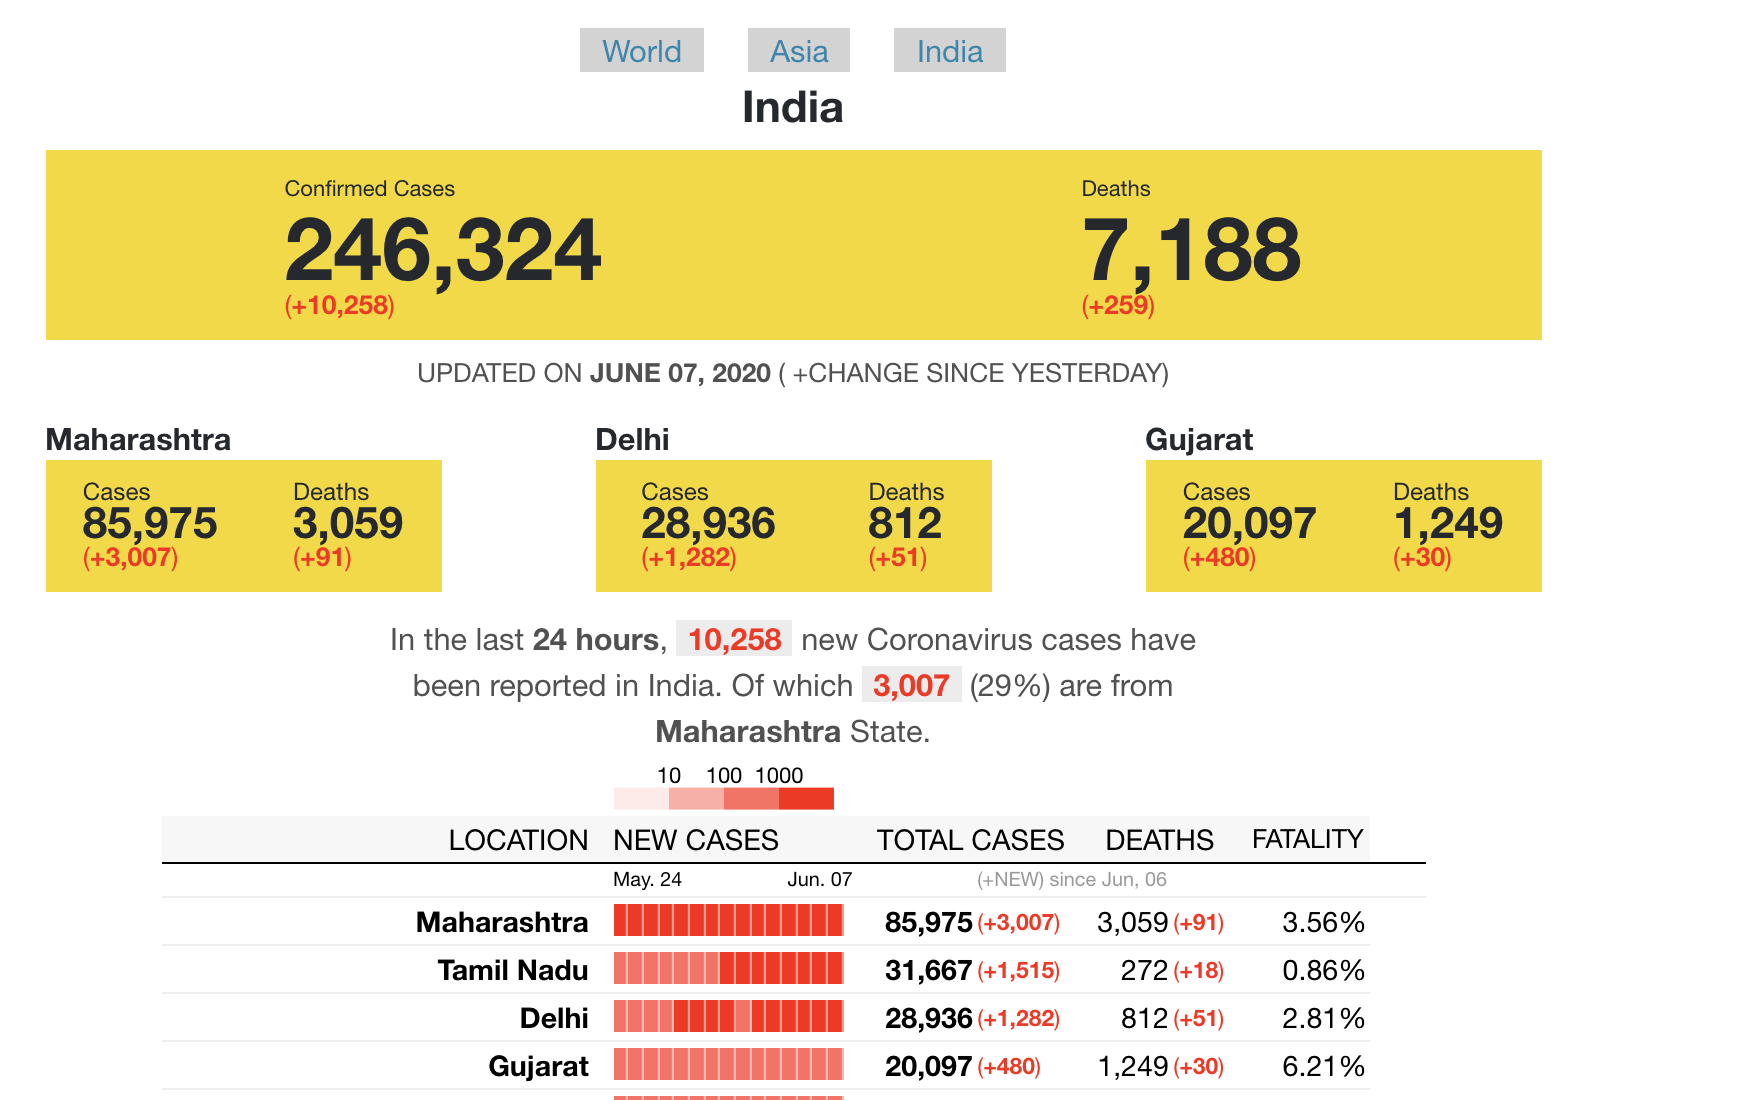 World Asia India
India
Confirmed Cases Deaths
246,324 7,188
(+10,258) (+259)
UPDATED ON JUNE 07, 2020 ( +CHANGE SINCE YESTERDAY)
Maharashtra Delhi Gujarat
Cases Deaths Cases Deaths Cases Deaths
85,975 3,059 28,936 812 20,097 1,249
(+3,007) (+91) (+1,282) (+51) (+480) (+30)
In the last 24 hours, 10,258 new Coronavirus cases have
been reported in India. Of which 3,007 (29%) are from
Maharashtra State.
10 100 1000
LOCATION NEW CASES TOTAL CASES DEATHS FATALITY
May. 24 Jun. 07 (+NEW) since Jun, 06
Maharashtra 85,975 (+3,007) 3,059 (+91) 3.56%
Tamil Nadu 31,667 (+1,515) 272 (+18) 0.86%
Delhi 28,936 (+1,282) 812 (+51) 2.81%
Gujarat 20,097 (+480) 1,249 (+30) 6.21%